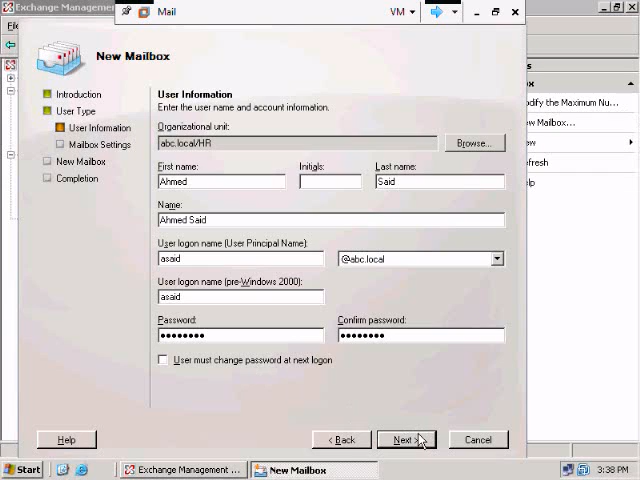 Exchange Management
Mail
VM
New Mailbox
Introduction
User Type
User Information
Mailbox Settings
New Mailbox
Completion
User Information
Enter the user name and account information.
Organizational unit:
abc.local/HR
Browse...
First name:
Initials:
Last name:
Ahmed
Said
Name:
Ahmed Said
User logon name (User Principal Name):
asaid
@abc.local
User logon name (pre-Windows 2000):
asaid
Password:
Confirm password:
User must change password at next logon
Help
< Back
Next >
Cancel
odify the Maximum Nu...
ew Mailbox...
ew
efresh
elp
Start
Exchange Management ...
New Mailbox
3:38 PM